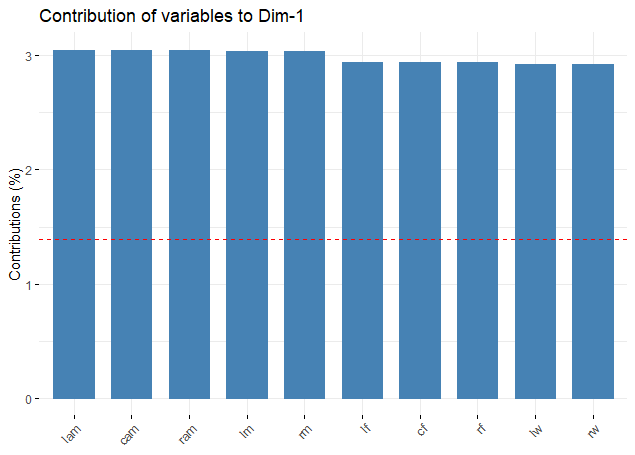 Contribution of variables to Dim-1
Contributions (%)
3
2
1
0
lam
cam
ram
lm
rm
lf
cf
rf
lw
rw